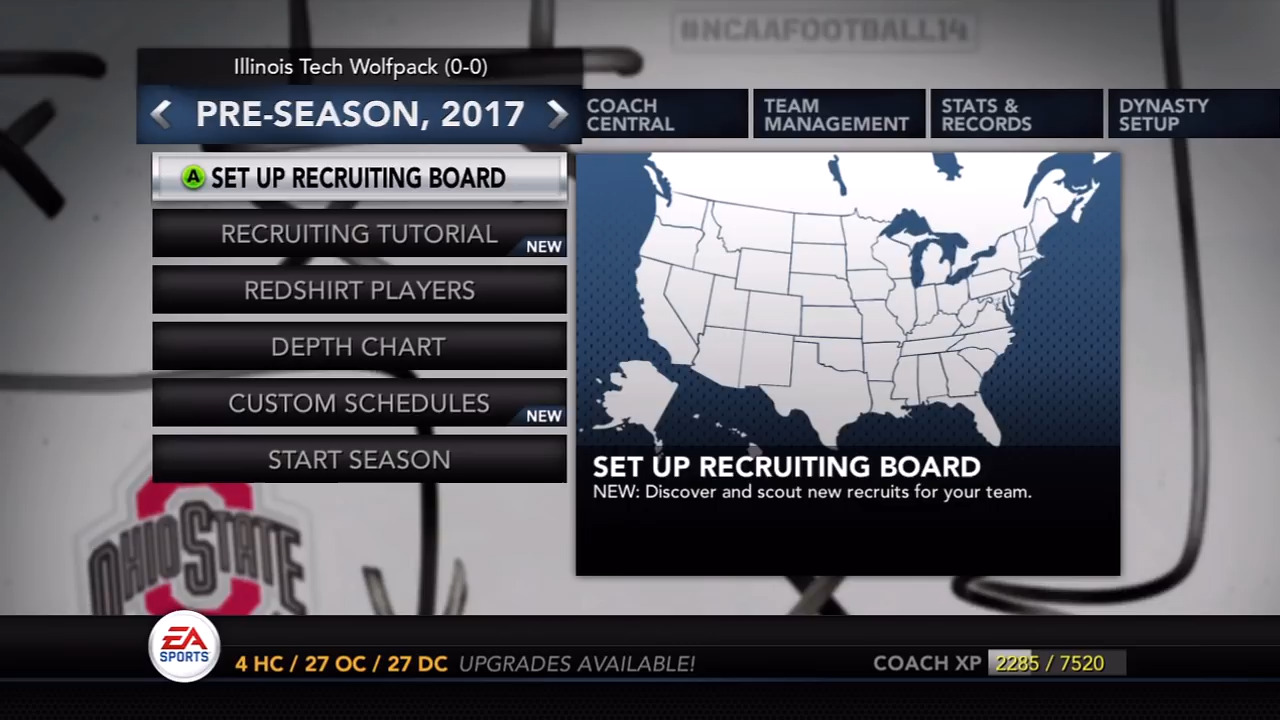 #NCAAFOOTBALL14
Illinois Tech Wolfpack (0-0)
PRE-SEASON, 2017
COACH CENTRAL
TEAM MANAGEMENT
STATS & RECORDS
DYNASTY SETUP
A SET UP RECRUITING BOARD
RECRUITING TUTORIAL NEW
REDSHIRT PLAYERS
DEPTH CHART
CUSTOM SCHEDULES NEW
START SEASON
SET UP RECRUITING BOARD
NEW: Discover and scout new recruits for your team.
OHIO STATE
EA SPORTS
4 HC / 27 OC / 27 DC UPGRADES AVAILABLE!
COACH XP 2285 / 7520